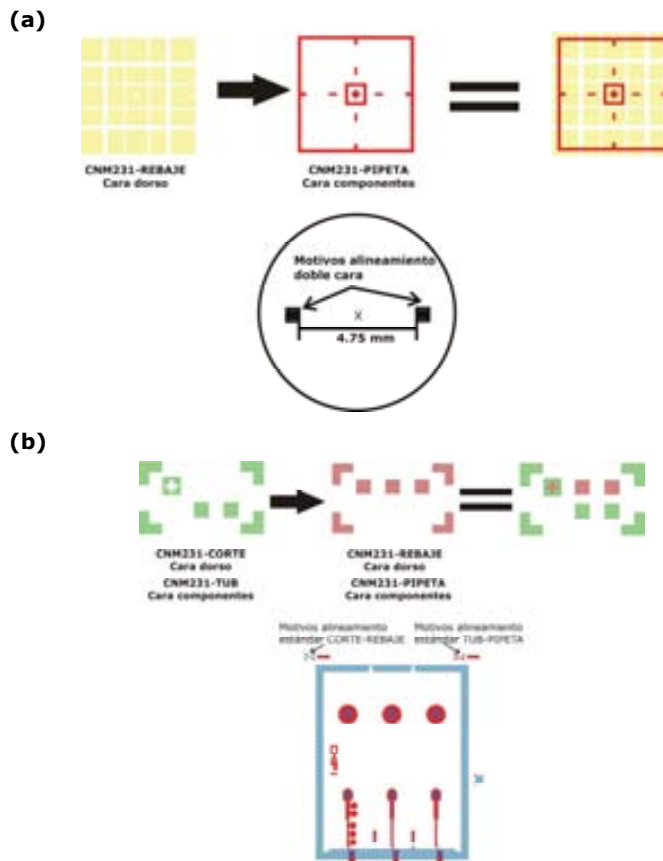 (a)
CNM231-REBAJE
Cara dorso
CNM231-PIPETA
Cara componentes
Motivos alineamiento
doble cara
X
4.75 mm
(b)
CNM231-CORTE
Cara dorso
CNM231-TUB
Cara componentes
CNM231-REBAJE
Cara dorso
CNM231-PIPETA
Cara componentes
Motivos alineamiento
estándar CORTE-REBAJE
Motivos alineamiento
estándar TUB-PIPETA